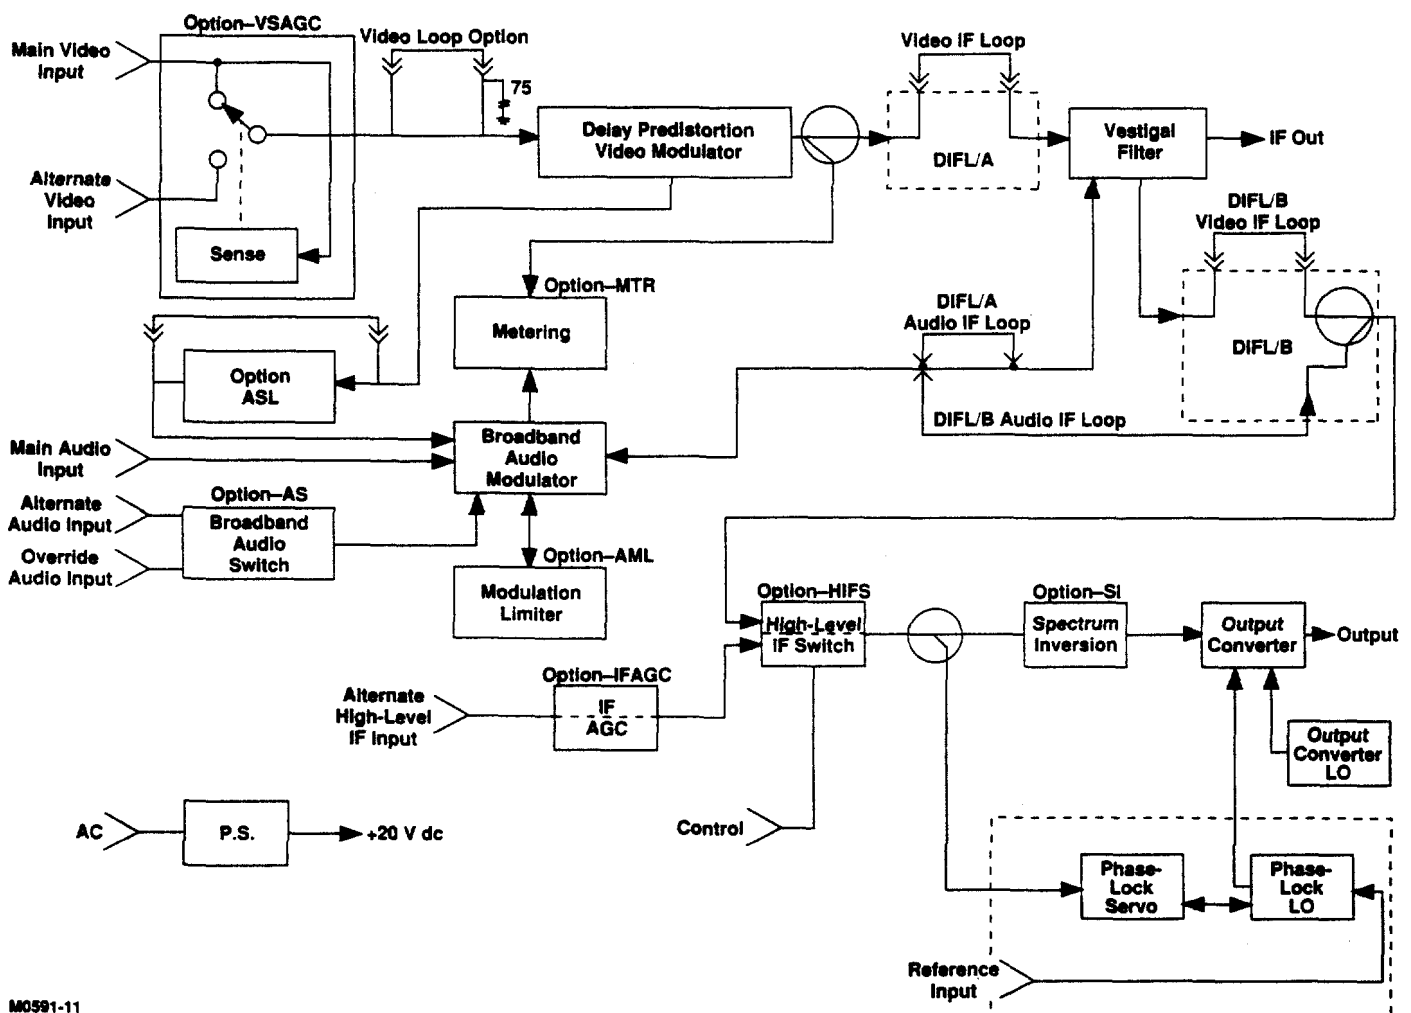 Option–VSAGC
Main Video
Input
Alternate
Video
Input
Sense
Video Loop Option
75
Delay Predistortion
Video Modulator
Video IF Loop
DIFL/A
Vestigal
Filter
IF Out
DIFL/B
Video IF Loop
DIFL/B
Option–MTR
Metering
DIFL/A
Audio IF Loop
DIFL/B Audio IF Loop
Option
ASL
Main Audio
Input
Broadband
Audio
Modulator
Alternate
Audio Input
Override
Audio Input
Option–AS
Broadband
Audio
Switch
Option–AML
Modulation
Limiter
Option–HIFS
High-Level
IF Switch
Option–SI
Spectrum
Inversion
Output
Converter
Output
Alternate
High-Level
IF Input
Option–IFAGC
IF
AGC
Output
Converter
LO
AC
P.S.
+20 V dc
Control
Phase-
Lock
Servo
Phase-
Lock
LO
Reference
Input
M0591-11